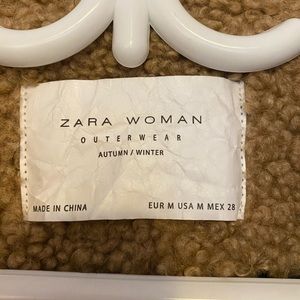 ZARA WOMAN
OUTERWEAR
AUTUMN / WINTER
MADE IN CHINA
EUR M USA M MEX 28